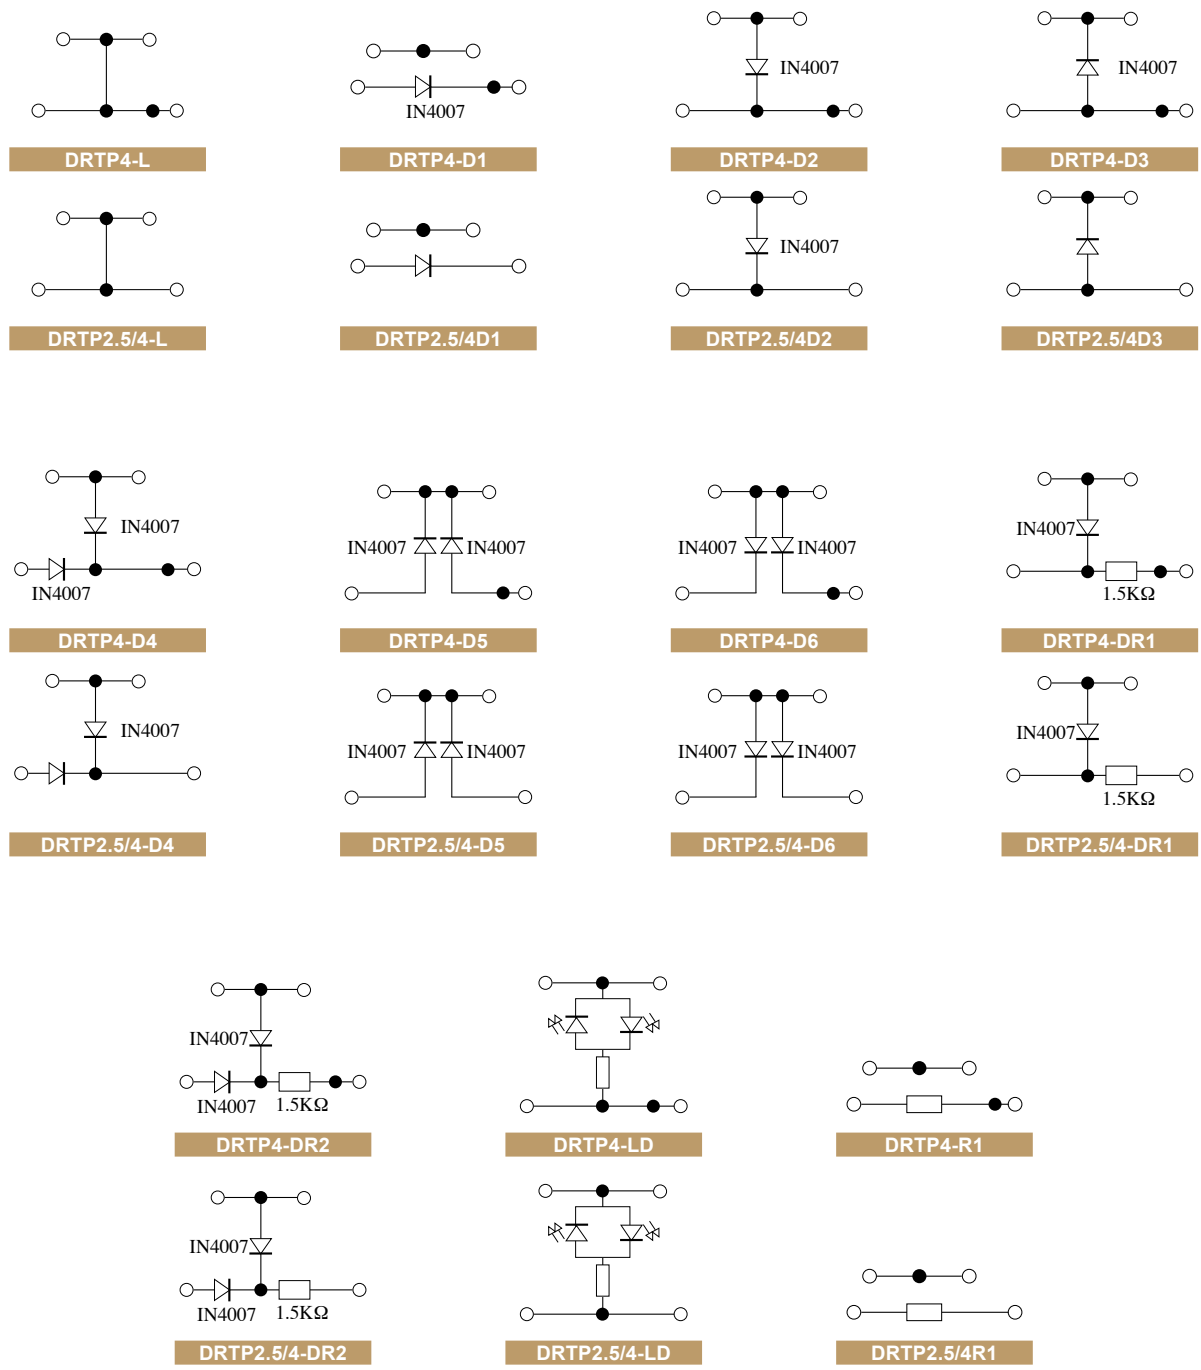 IN4007
IN4007
IN4007
DRTP4-L
DRTP4-D1
DRTP4-D2
DRTP4-D3
IN4007
DRTP2.5/4-L
DRTP2.5/4D1
DRTP2.5/4D2
DRTP2.5/4D3
IN4007
IN4007
IN4007
IN4007
IN4007
IN4007
IN4007
IN4007
1.5KΩ
DRTP4-D4
DRTP4-D5
DRTP4-D6
DRTP4-DR1
IN4007
IN4007
IN4007
IN4007
IN4007
IN4007
1.5KΩ
DRTP2.5/4-D4
DRTP2.5/4-D5
DRTP2.5/4-D6
DRTP2.5/4-DR1
IN4007
IN4007
1.5KΩ
DRTP4-DR2
DRTP4-LD
DRTP4-R1
IN4007
IN4007
1.5KΩ
DRTP2.5/4-DR2
DRTP2.5/4-LD
DRTP2.5/4R1